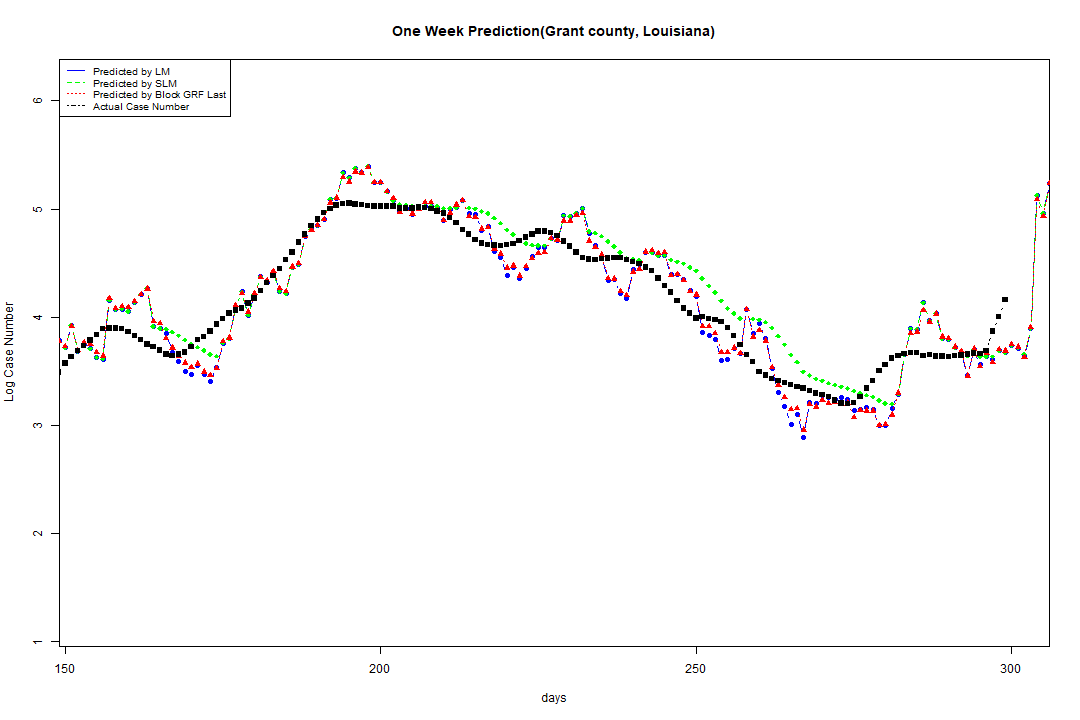 One Week Prediction(Grant county, Louisiana)
Predicted by LM
Predicted by SLM
Predicted by Block GRF Last
Actual Case Number
6
5
4
3
2
1
Log Case Number
150 200 250 300
days